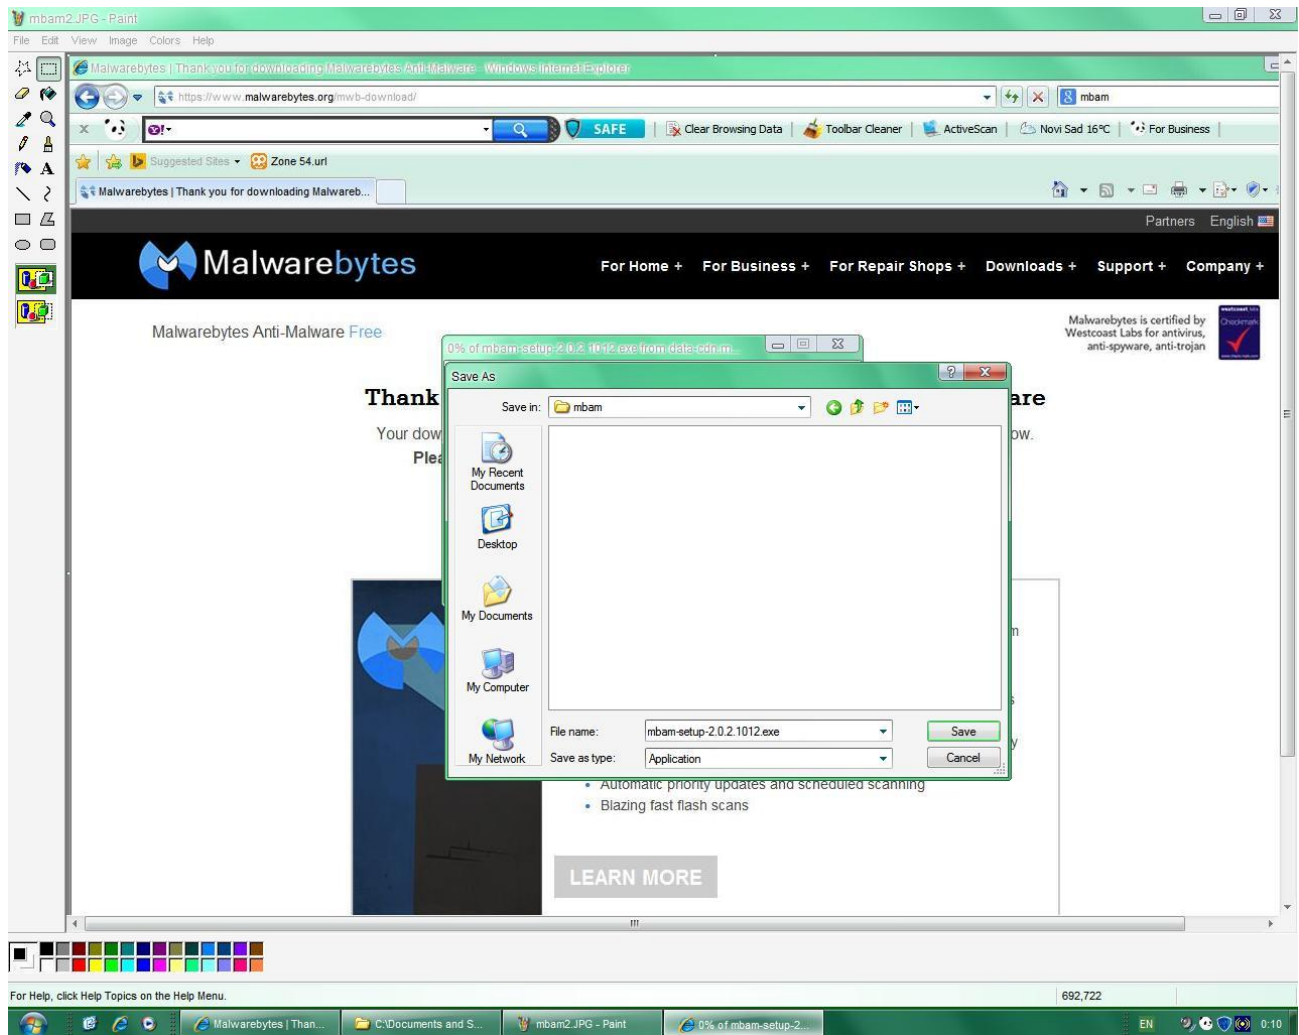 mbam2.JPG - Paint
File Edit View Image Colors Help
Malwarebytes | Thank you for downloading Malwarebytes Anti-Malware - Windows Internet Explorer
https://www.malwarebytes.org/mwb-download/
mbam
SAFE
Clear Browsing Data
Toolbar Cleaner
ActiveScan
Novi Sad 16°C
For Business
Suggested Sites
Zone 54.url
Malwarebytes | Thank you for downloading Malwareb...
Partners English
Malwarebytes
For Home + For Business + For Repair Shops + Downloads + Support + Company +
Malwarebytes Anti-Malware Free
Malwarebytes is certified by
Westcoast Labs for antivirus,
anti-spyware, anti-trojan
Checkmark
0% of mbam-setup-2.0.2.1012.exe from data-cdn.m...
Save As
Thank
are
Save in: mbam
Your dow
ow.
Plea
My Recent
Documents
Desktop
My Documents
My Computer
My Network
File name: mbam-setup-2.0.2.1012.exe Save
Save as type: Application Cancel
Automatic priority updates and scheduled scanning
Blazing fast flash scans
LEARN MORE
For Help, click Help Topics on the Help Menu.
692,722
Malwarebytes | Than...
C:\Documents and S...
mbam2.JPG - Paint
0% of mbam-setup-2...
EN
0:10